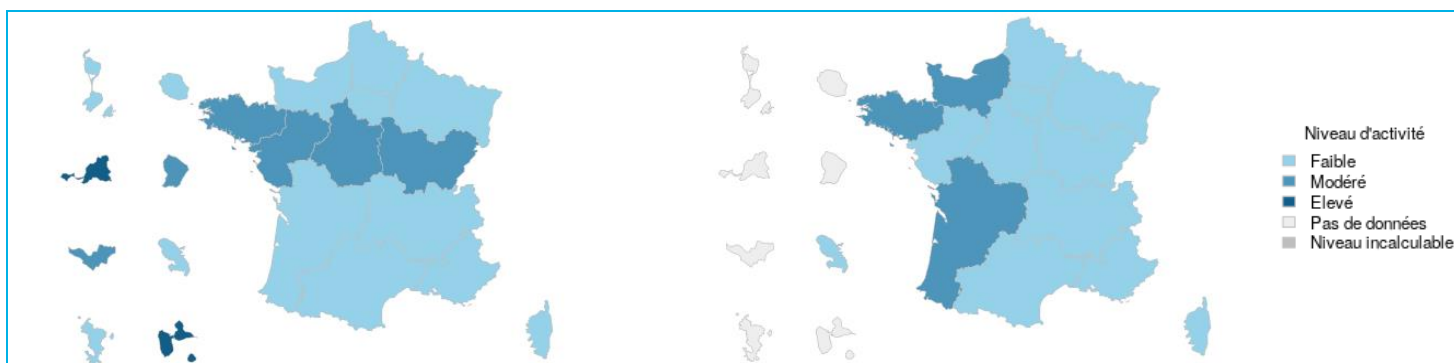 Niveau d'activité
Faible
Modéré
Elevé
Pas de données
Niveau incalculable